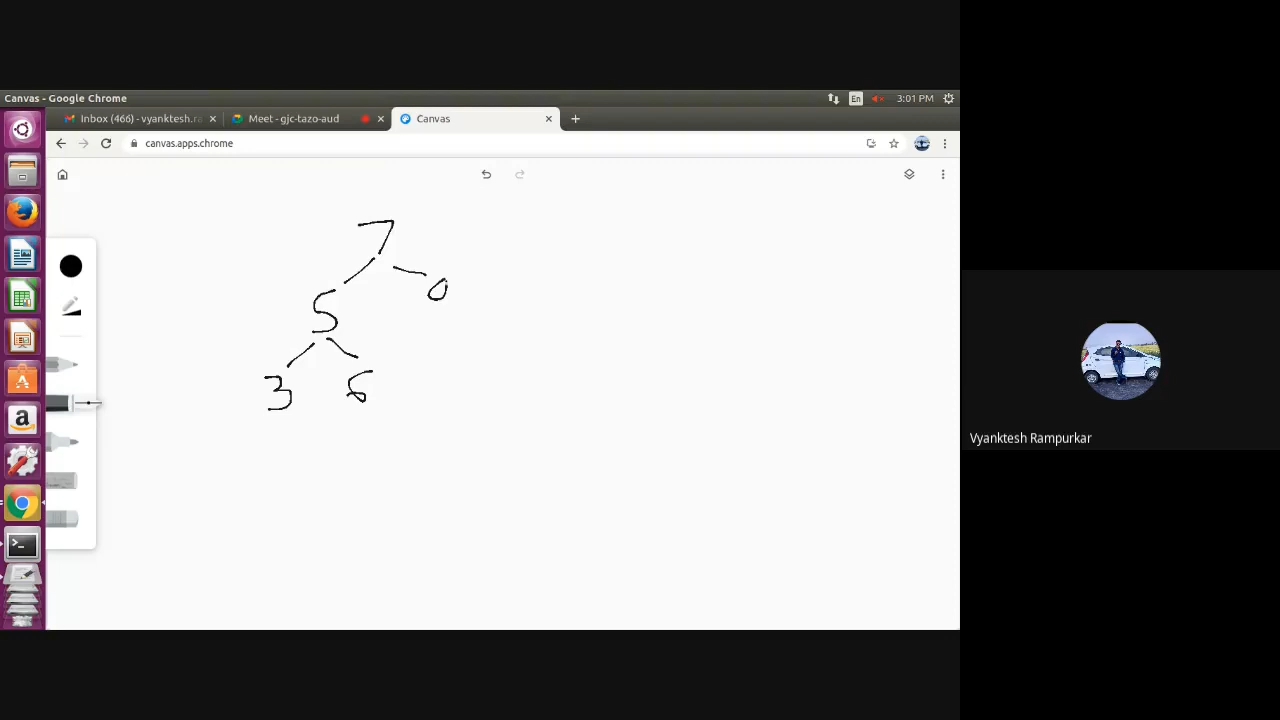 Canvas - Google Chrome
En
3:01 PM
Inbox (466) - vyanktesh.ra
Meet - gjc-tazo-aud
Canvas
canvas.apps.chrome
7
5
0
3
6
Vyanktesh Rampurkar